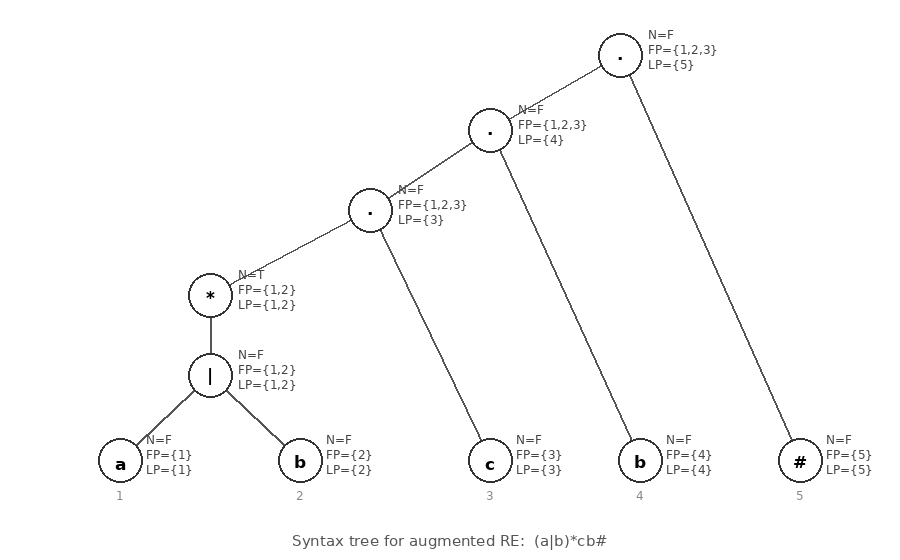 .
N=F
FP={1,2,3}
LP={5}
.
N=F
FP={1,2,3}
LP={4}
.
N=F
FP={1,2,3}
LP={3}
*
N=T
FP={1,2}
LP={1,2}
|
N=F
FP={1,2}
LP={1,2}
a
N=F
FP={1}
LP={1}
1
b
N=F
FP={2}
LP={2}
2
c
N=F
FP={3}
LP={3}
3
b
N=F
FP={4}
LP={4}
4
#
N=F
FP={5}
LP={5}
5
Syntax tree for augmented RE: (a|b)*cb#